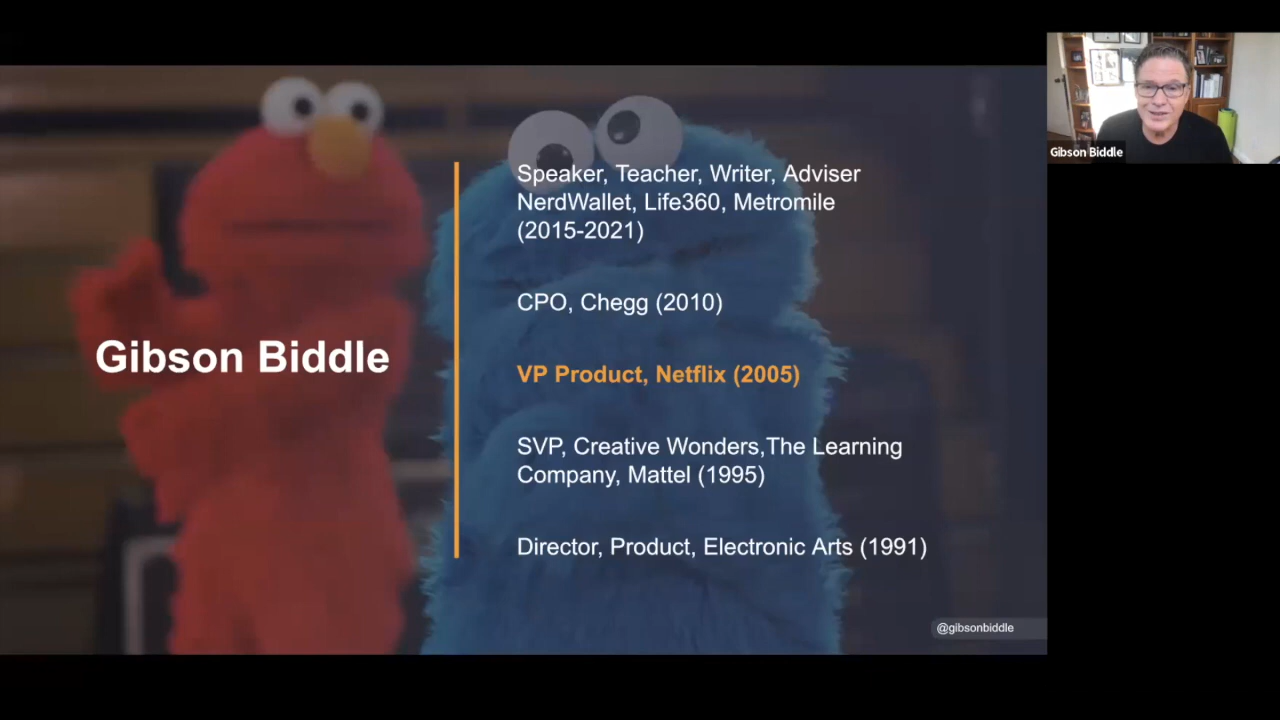 Gibson Biddle
Speaker, Teacher, Writer, Adviser
NerdWallet, Life360, Metromile
(2015-2021)
CPO, Chegg (2010)
VP Product, Netflix (2005)
SVP, Creative Wonders,The Learning
Company, Mattel (1995)
Director, Product, Electronic Arts (1991)
@gibsonbiddle
Gibson Biddle